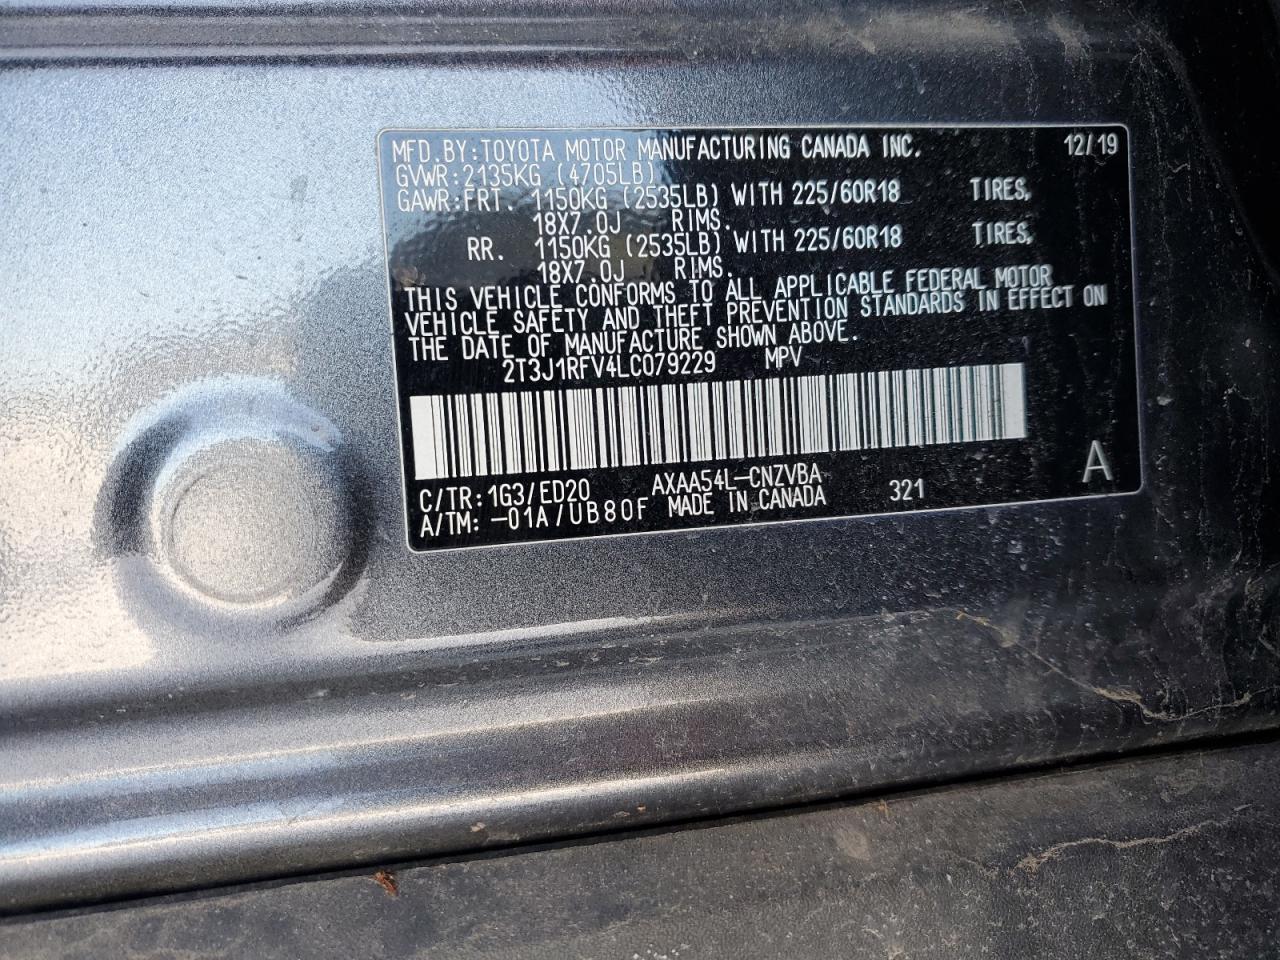 MFD.BY:TOYOTA MOTOR MANUFACTURING CANADA INC. 12/19
GVWR:2135KG (4705LB)
GAWR:FRT. 1150KG (2535LB) WITH 225/60R18 TIRES,
18X7.0J RIMS.
RR. 1150KG (2535LB) WITH 225/60R18 TIRES,
18X7.0J RIMS.
THIS VEHICLE CONFORMS TO ALL APPLICABLE FEDERAL MOTOR
VEHICLE SAFETY AND THEFT PREVENTION STANDARDS IN EFFECT ON
THE DATE OF MANUFACTURE SHOWN ABOVE.
2T3J1RFV4LC079229 MPV
C/TR:1G3/ED20 AXAA54L-CNZVBA
A/TM:-01A/UB80F MADE IN CANADA 321 A